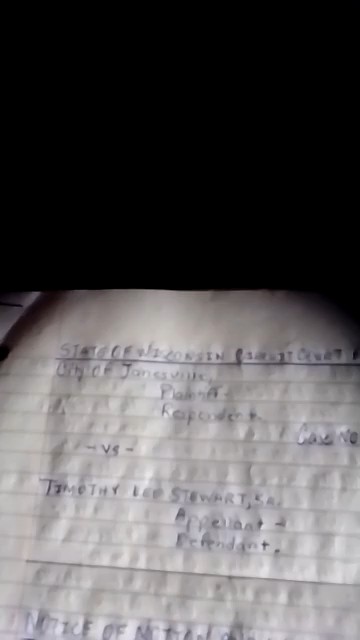 STATE OF WISCONSIN CIRCUIT COURT
City Of Janesville,
Plaintiff-
Respondent.
Case No
-vs-
TIMOTHY LEE STEWART, SR.
Appellant-
Defendant.
NOTICE OF